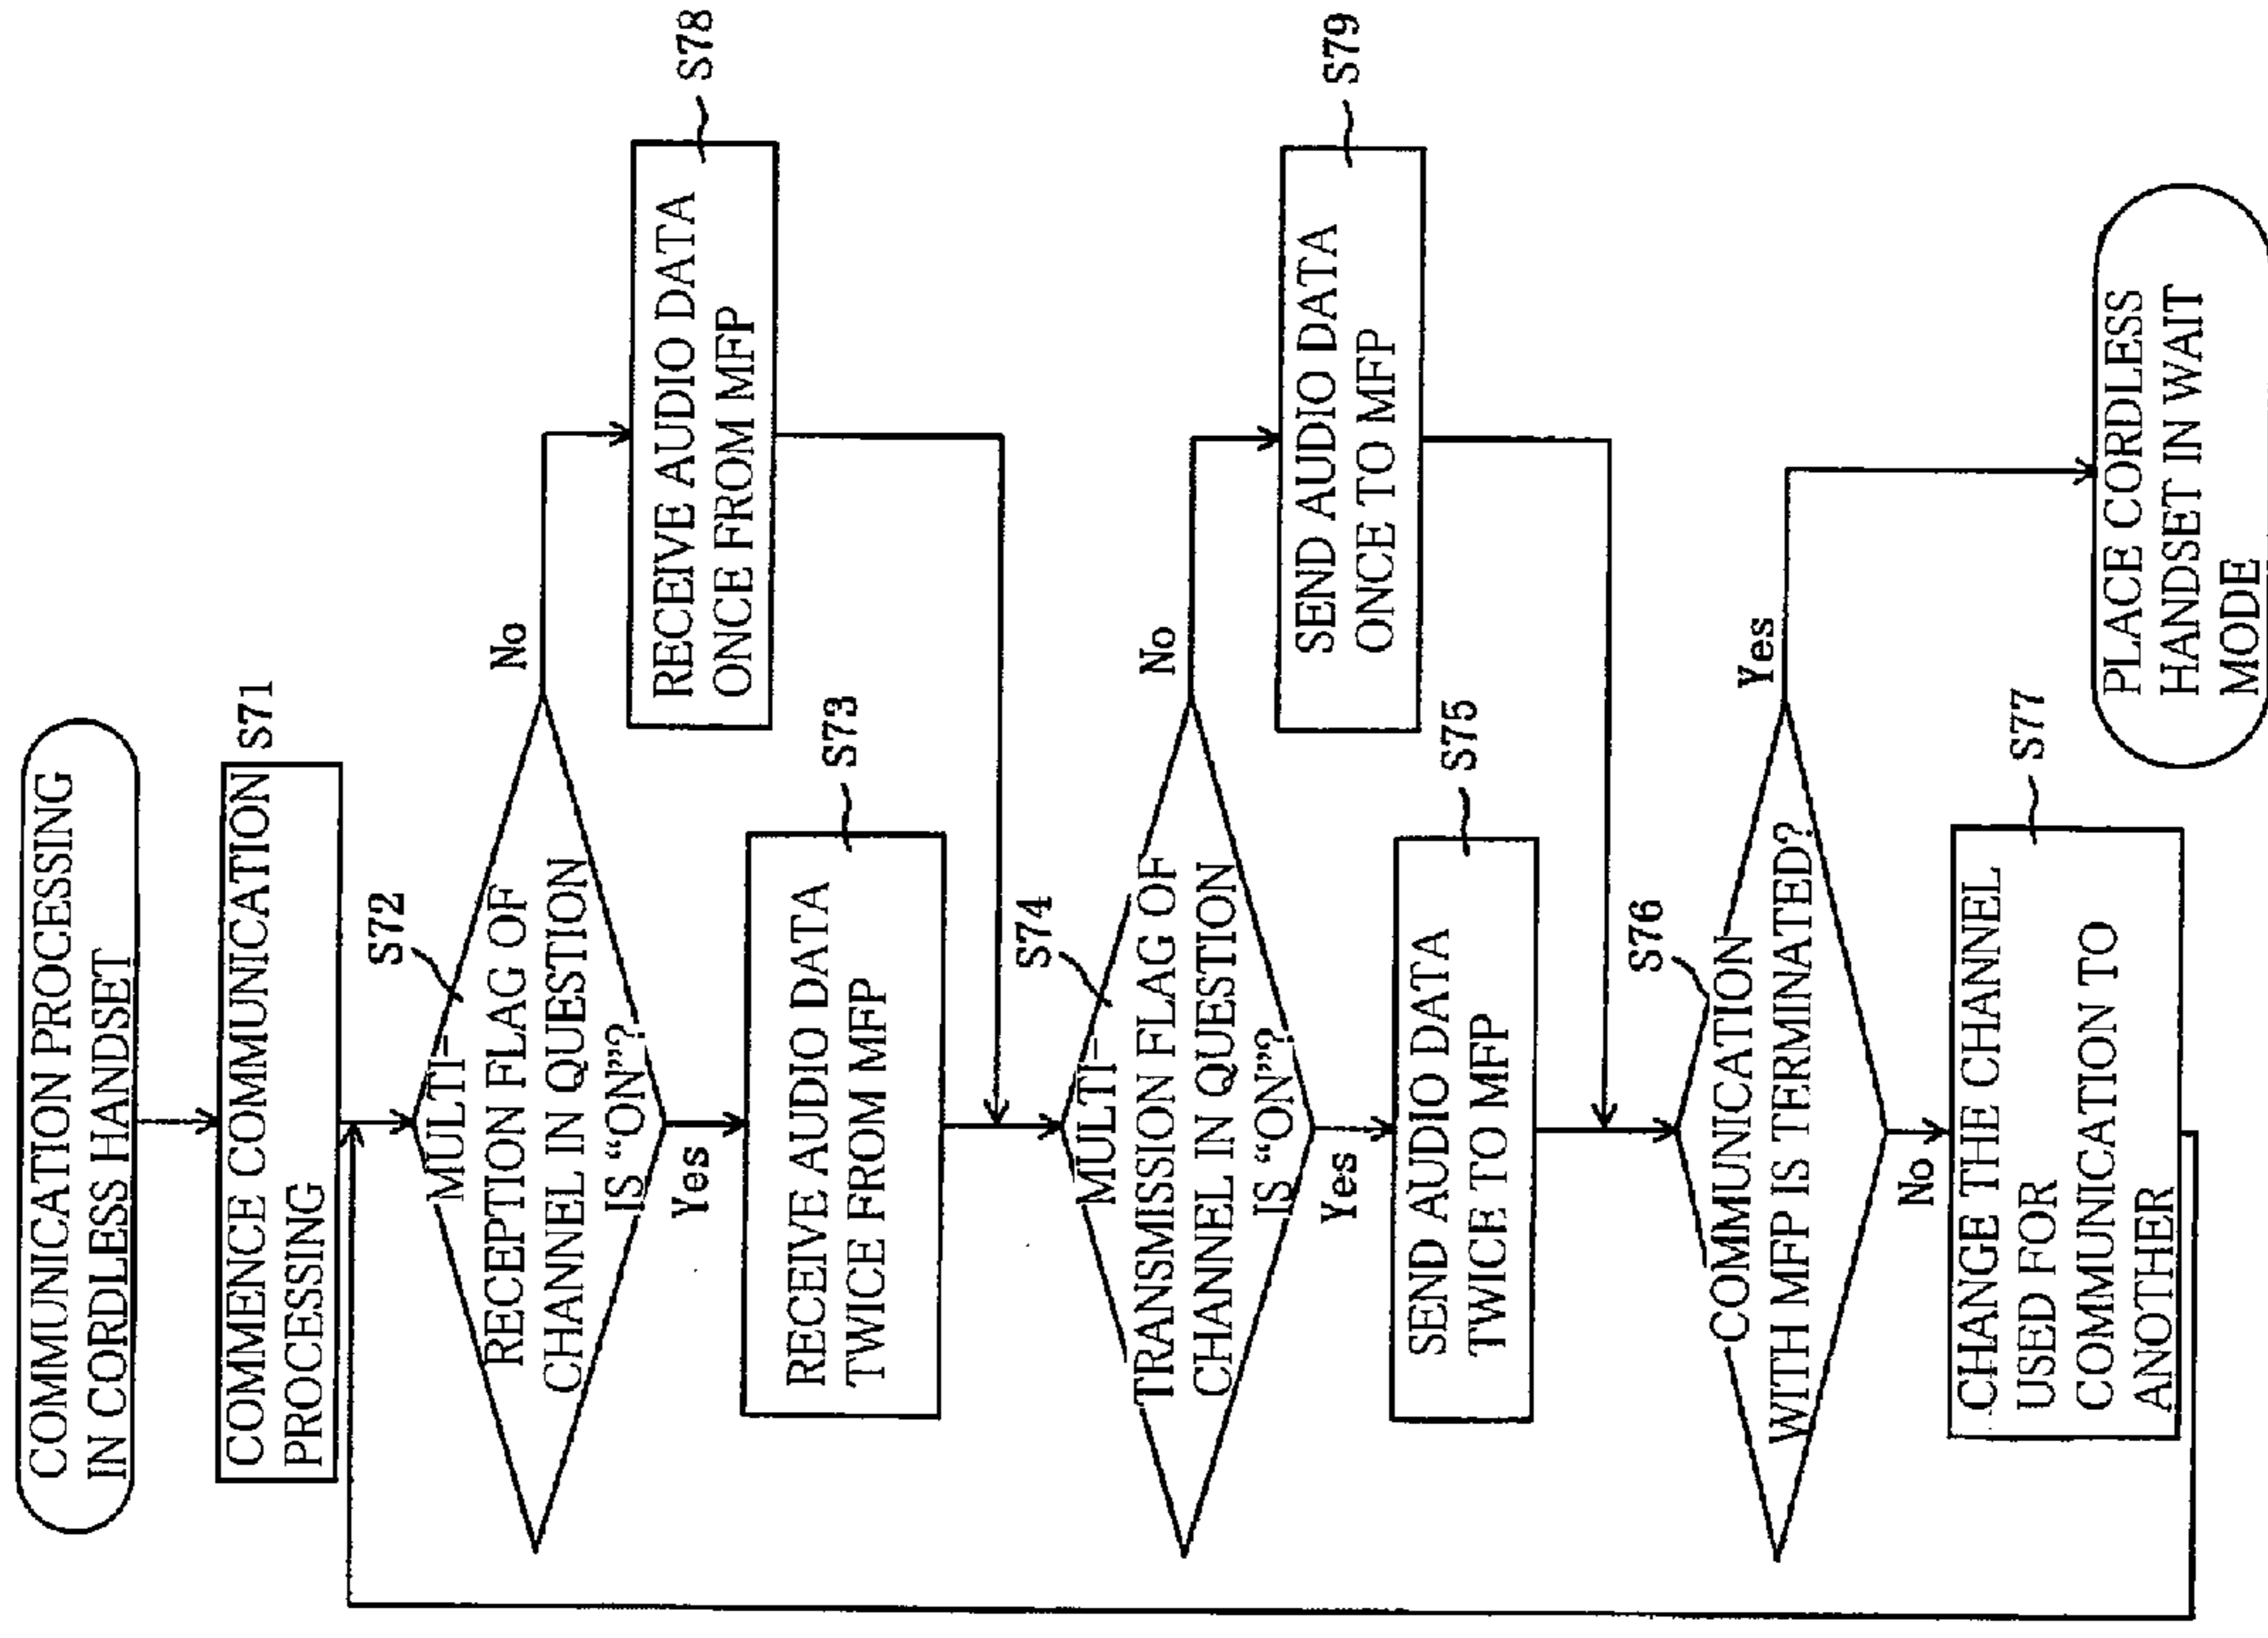 COMMUNICATION PROCESSING
IN CORDLESS HANDSET
COMMENCE COMMUNICATION
PROCESSING
S71
MULTI-
RECEPTION FLAG OF
CHANNEL IN QUESTION
IS “ON”?
S72
No
Yes
RECEIVE AUDIO DATA
ONCE FROM MFP
S78
RECEIVE AUDIO DATA
TWICE FROM MFP
S73
MULTI-
TRANSMISSION FLAG OF
CHANNEL IN QUESTION
IS “ON”?
S74
No
Yes
SEND AUDIO DATA
ONCE TO MFP
S79
SEND AUDIO DATA
TWICE TO MFP
S75
COMMUNICATION
WITH MFP IS TERMINATED?
S76
Yes
No
CHANGE THE CHANNEL
USED FOR
COMMUNICATION TO
ANOTHER
S77
PLACE CORDLESS
HANDSET IN WAIT
MODE